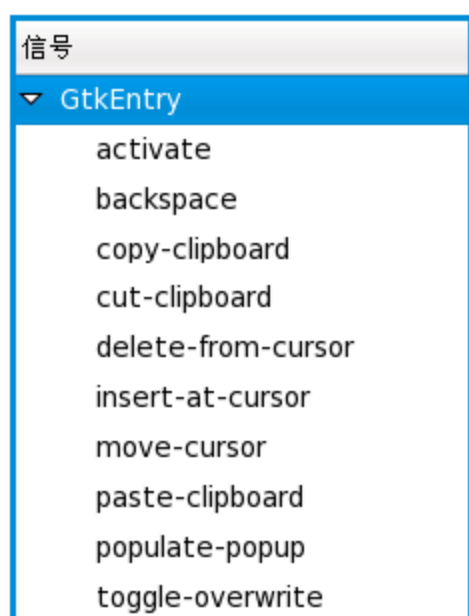 信号
GtkEntry
activate
backspace
copy-clipboard
cut-clipboard
delete-from-cursor
insert-at-cursor
move-cursor
paste-clipboard
populate-popup
toggle-overwrite